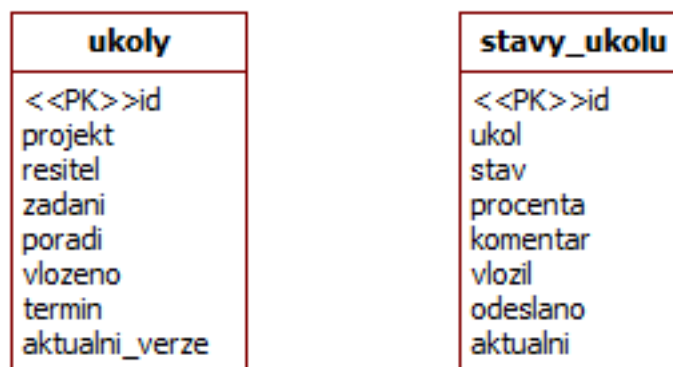 ukoly
<<PK>>id
projekt
resitel
zadani
poradi
vlozeno
termin
aktualni_verze
stavy_ukolu
<<PK>>id
ukol
stav
procenta
komentar
vlozil
odeslano
aktualni